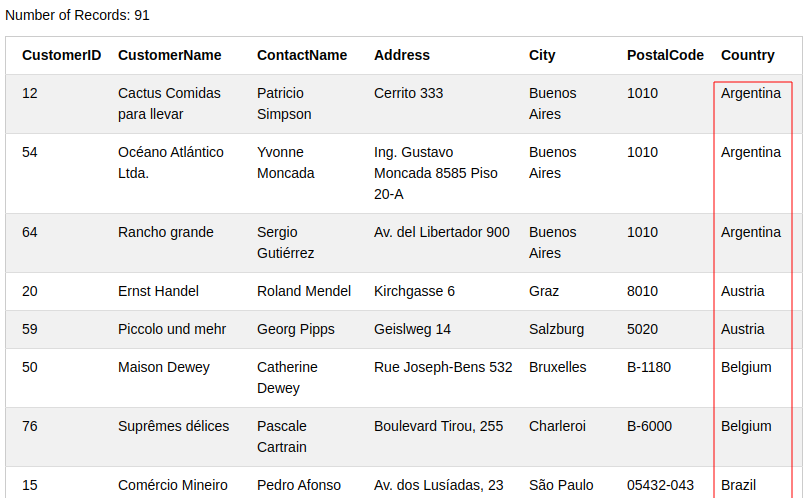 Number of Records: 91
CustomerID CustomerName ContactName Address City PostalCode Country
12 Cactus Comidas para llevar Patricio Simpson Cerrito 333 Buenos Aires 1010 Argentina
54 Océano Atlántico Ltda. Yvonne Moncada Ing. Gustavo Moncada 8585 Piso 20-A Buenos Aires 1010 Argentina
64 Rancho grande Sergio Gutiérrez Av. del Libertador 900 Buenos Aires 1010 Argentina
20 Ernst Handel Roland Mendel Kirchgasse 6 Graz 8010 Austria
59 Piccolo und mehr Georg Pipps Geislweg 14 Salzburg 5020 Austria
50 Maison Dewey Catherine Dewey Rue Joseph-Bens 532 Bruxelles B-1180 Belgium
76 Suprêmes délices Pascale Cartrain Boulevard Tirou, 255 Charleroi B-6000 Belgium
15 Comércio Mineiro Pedro Afonso Av. dos Lusíadas, 23 São Paulo 05432-043 Brazil